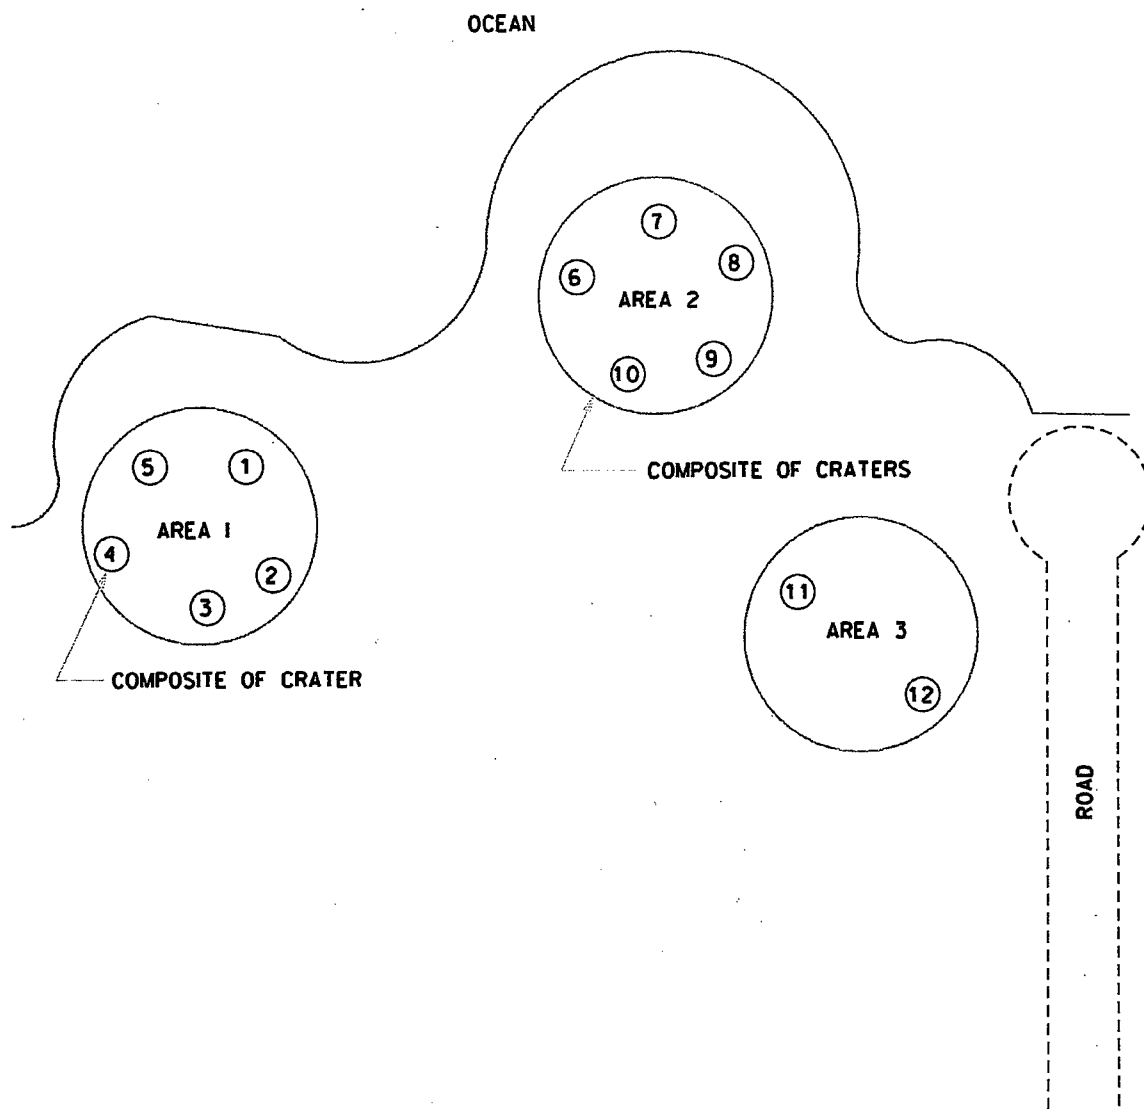 OCEAN
7
8
6
AREA 2
9
10
COMPOSITE OF CRATERS
5
1
AREA 1
4
2
3
COMPOSITE OF CRATER
11
AREA 3
12
ROAD